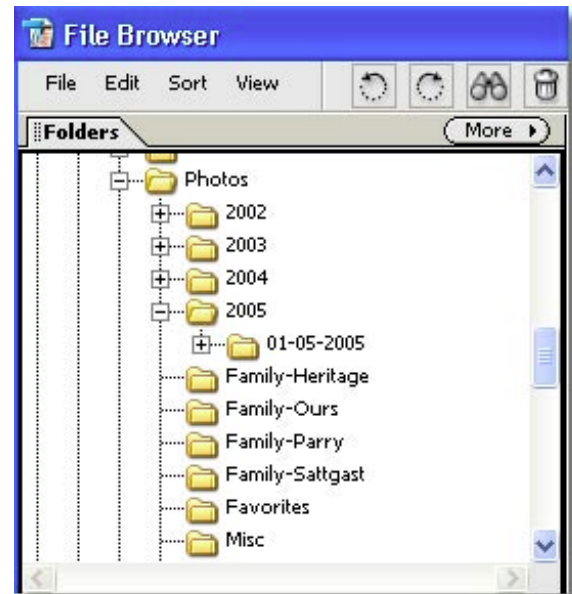 File Browser
File Edit Sort View
Folders More
Photos
2002
2003
2004
2005
01-05-2005
Family-Heritage
Family-Ours
Family-Parry
Family-Sattgast
Favorites
Misc